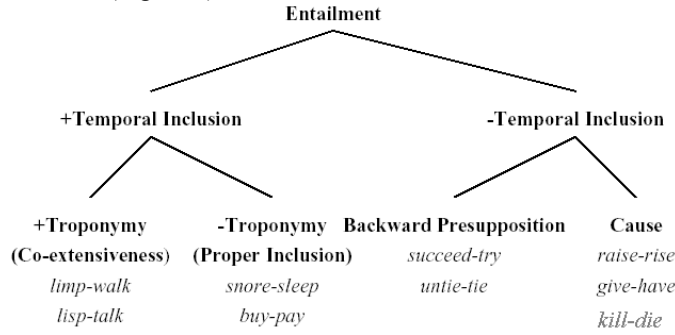 Entailment
+Temporal Inclusion -Temporal Inclusion
+Troponymy -Troponymy Backward Presupposition Cause
(Co-extensiveness) (Proper Inclusion) succeed-try raise-rise
limp-walk snore-sleep untie-tie give-have
lisp-talk buy-pay kill-die